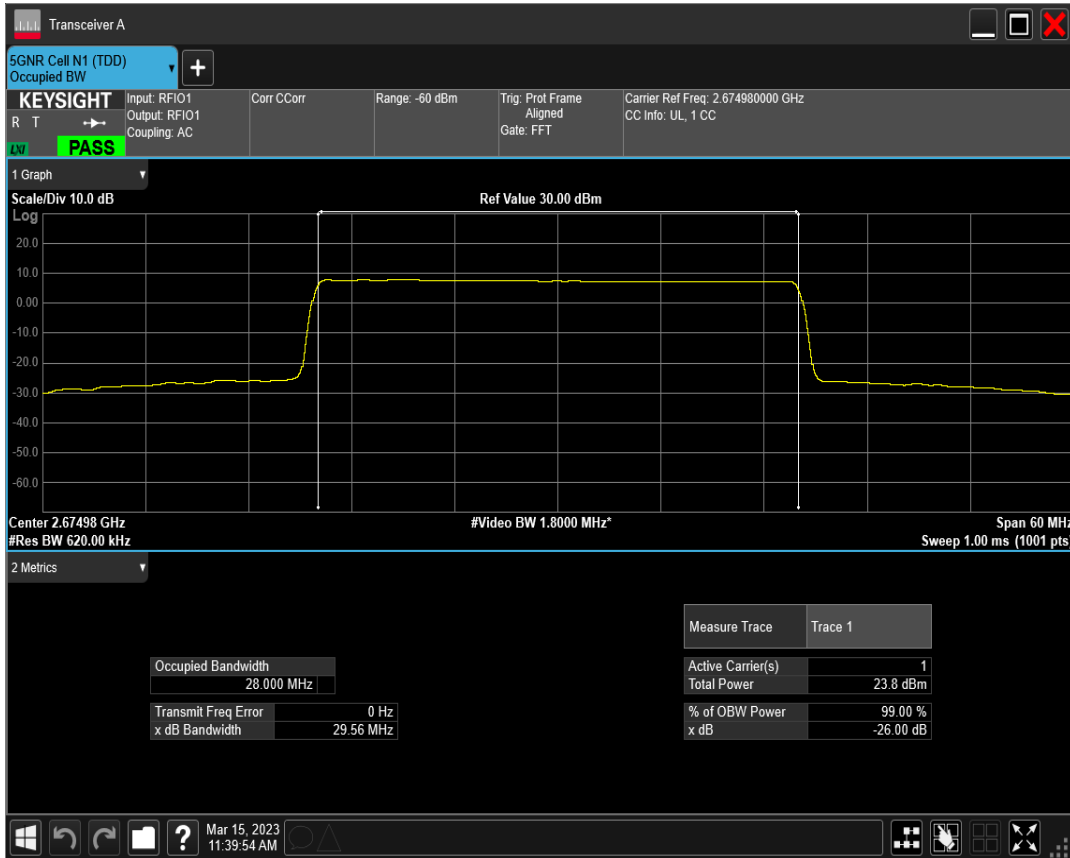 Transceiver A
5GNR Cell N1 (TDD)
Occupied BW
KEYSIGHT
R T
LXI
PASS
Input: RFIO1
Output: RFIO1
Coupling: AC
Corr CCorr
Range: -60 dBm
Trig: Prot Frame
Aligned
Gate: FFT
Carrier Ref Freq: 2.674980000 GHz
CC Info: UL, 1 CC
1 Graph
Scale/Div 10.0 dB
Ref Value 30.00 dBm
Log
20.0
10.0
0.00
-10.0
-20.0
-30.0
-40.0
-50.0
-60.0
Center 2.67498 GHz
#Video BW 1.8000 MHz*
Span 60 MHz
#Res BW 620.00 kHz
Sweep 1.00 ms (1001 pts)
2 Metrics
Measure Trace Trace 1
Occupied Bandwidth
28.000 MHz
Transmit Freq Error 0 Hz
x dB Bandwidth 29.56 MHz
Active Carrier(s) 1
Total Power 23.8 dBm
% of OBW Power 99.00 %
x dB -26.00 dB
Mar 15, 2023
11:39:54 AM